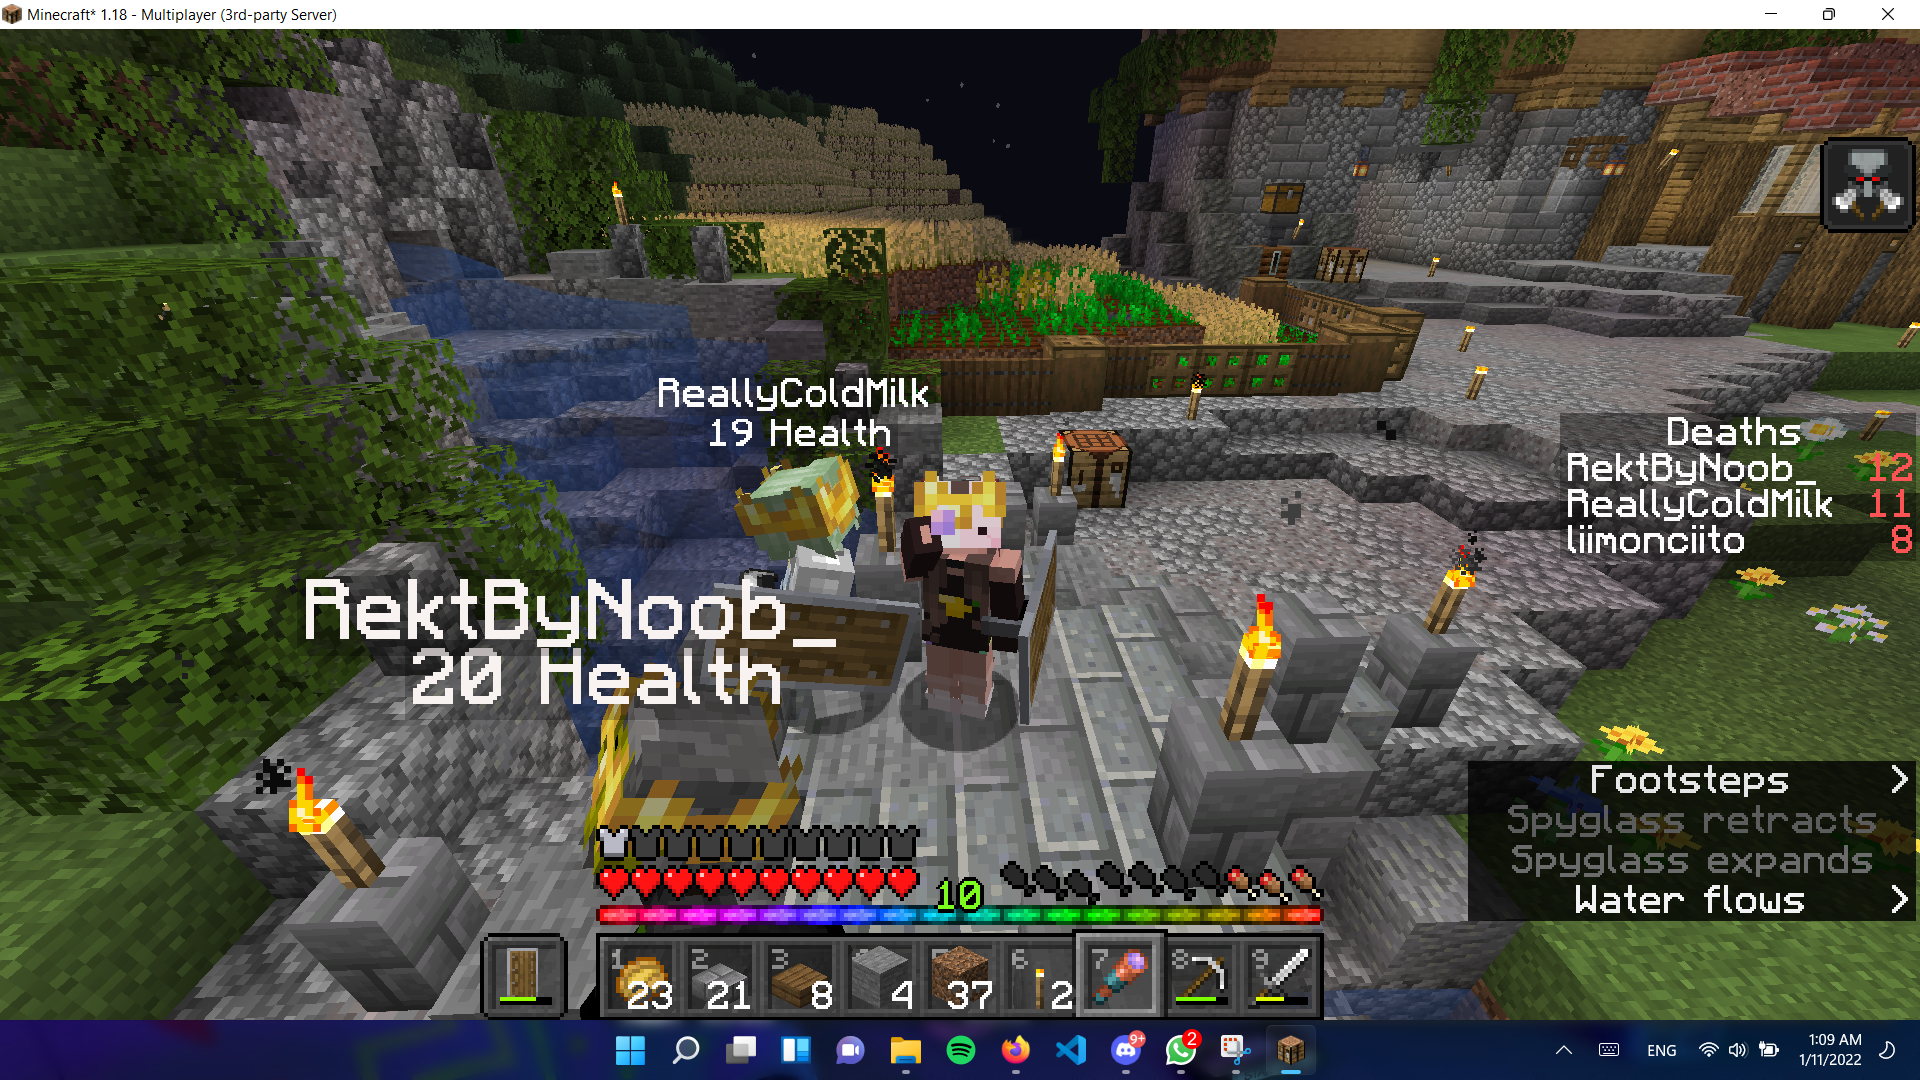 Minecraft* 1.18 - Multiplayer (3rd-party Server)
ReallyColdMilk
19 Health
RektByNoob_
20 Health
Deaths
RektByNoob_ 12
ReallyColdMilk 11
liimonciito 8
Footsteps >
Spyglass retracts
Spyglass expands
Water flows >
10
1 2 3 6 7 8 9
23 21 8 4 37 2
9+
2
ENG
1:09 AM
1/11/2022